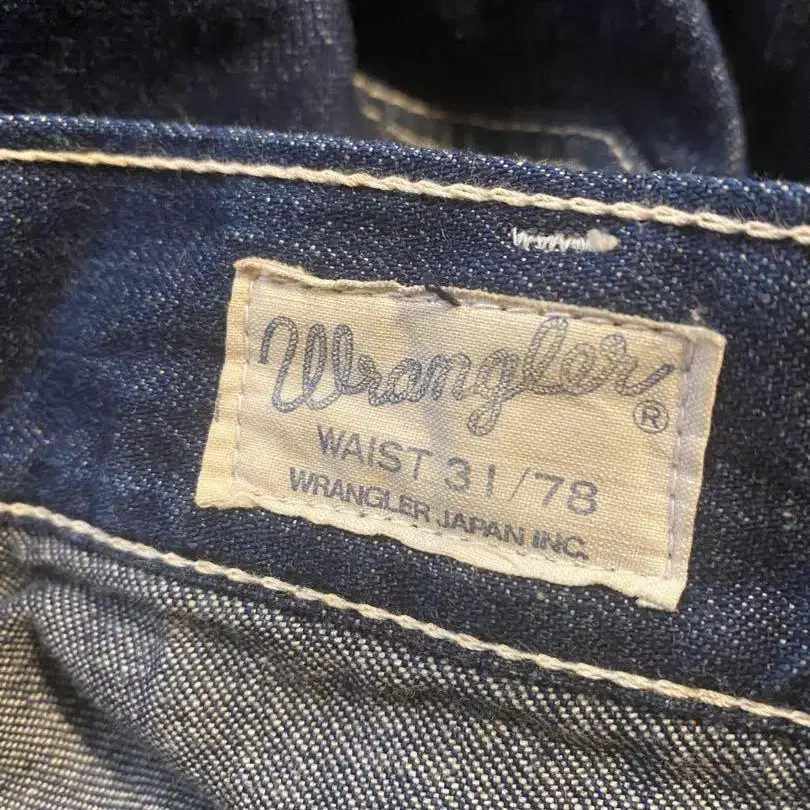 Wrangler
®
WAIST 31/78
WRANGLER JAPAN INC.